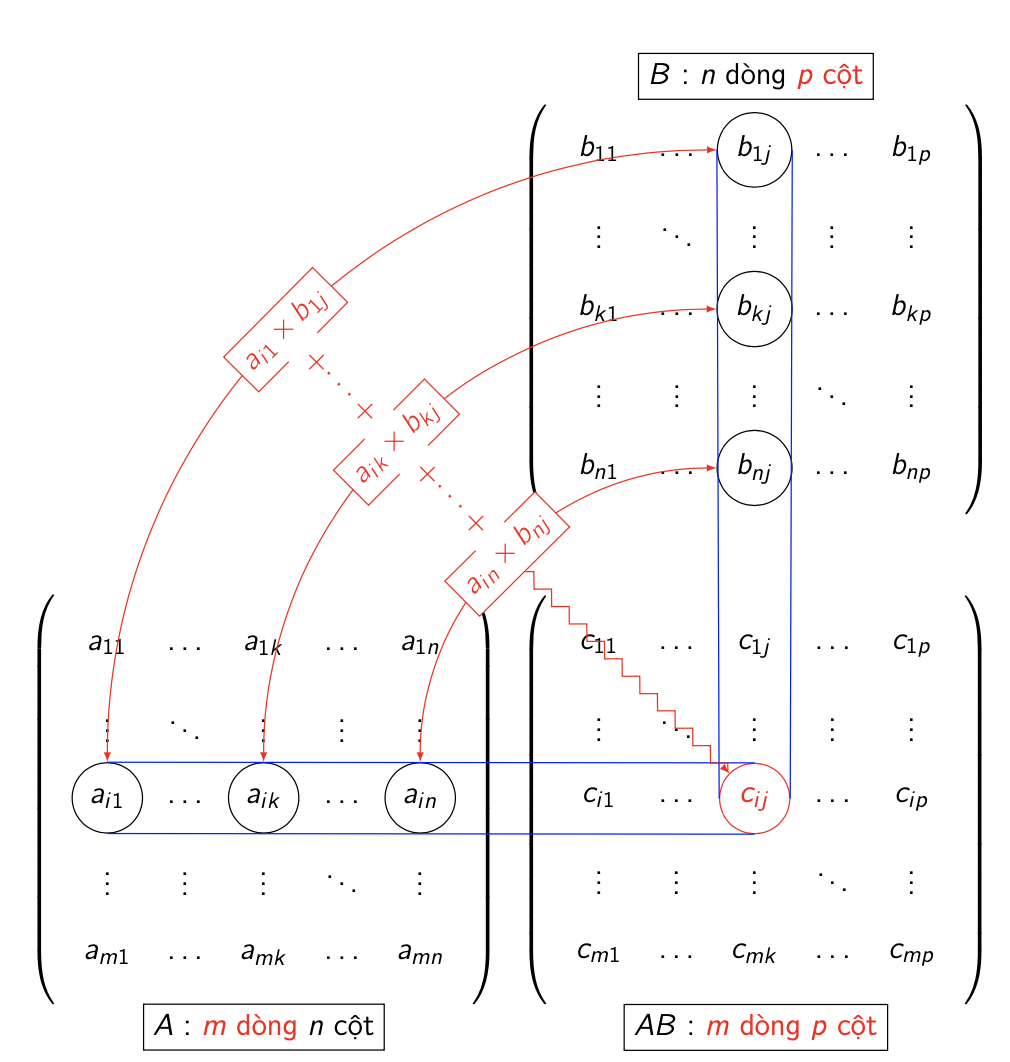 B : n dòng p cột
b₁₁ ... b₁ⱼ ... b₁ₚ
⋮ ⋱ ⋮ ⋮ ⋮
bₖ₁ ... bₖⱼ ... bₖₚ
⋮ ⋮ ⋮ ⋱ ⋮
bₙ₁ ... bₙⱼ ... bₙₚ
aᵢ₁ × b₁ⱼ
+ ⋱ +
aᵢₖ × bₖⱼ
+ ⋱ +
aᵢₙ × bₙⱼ
a₁₁ ... a₁ₖ ... a₁ₙ
⋮ ⋱ ⋮ ⋮ ⋮
aᵢ₁ ... aᵢₖ ... aᵢₙ
⋮ ⋮ ⋮ ⋱ ⋮
aₘ₁ ... aₘₖ ... aₘₙ
A : m dòng n cột
c₁₁ ... c₁ⱼ ... c₁ₚ
⋮ ⋱ ⋮ ⋮ ⋮
cᵢ₁ ... cᵢⱼ ... cᵢₚ
⋮ ⋮ ⋮ ⋱ ⋮
cₘ₁ ... cₘₖ ... cₘₚ
AB : m dòng p cột